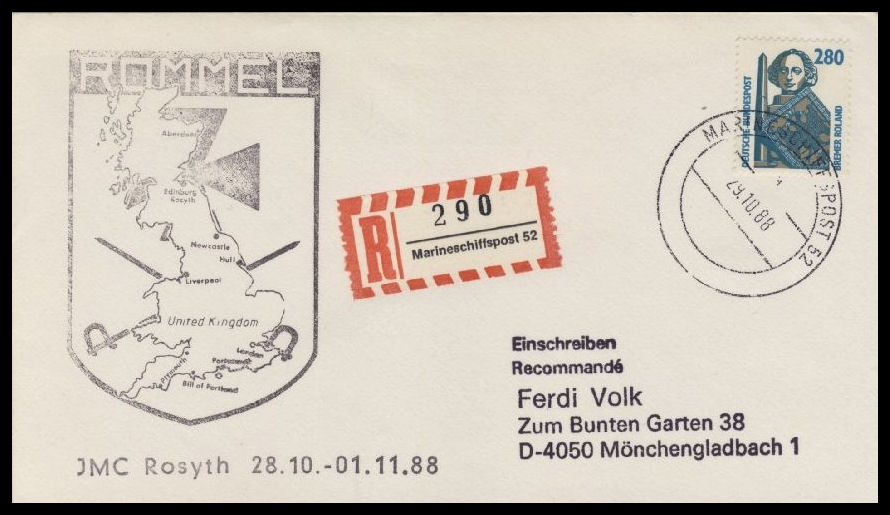 ROMMEL
Aberdeen
Edinburg
Rosyth
Newcastle
Hull
Liverpool
United Kingdom
London
Portsmouth
Plymouth
Bill of Portland
JMC Rosyth 28.10.-01.11.88
R
290
Marineschiffspost 52
280
DEUTSCHE BUNDESPOST
BREMER ROLAND
MARINESCHIFFSPOST 52
29.10.88
Einschreiben
Recommandé
Ferdi Volk
Zum Bunten Garten 38
D-4050 Mönchengladbach 1